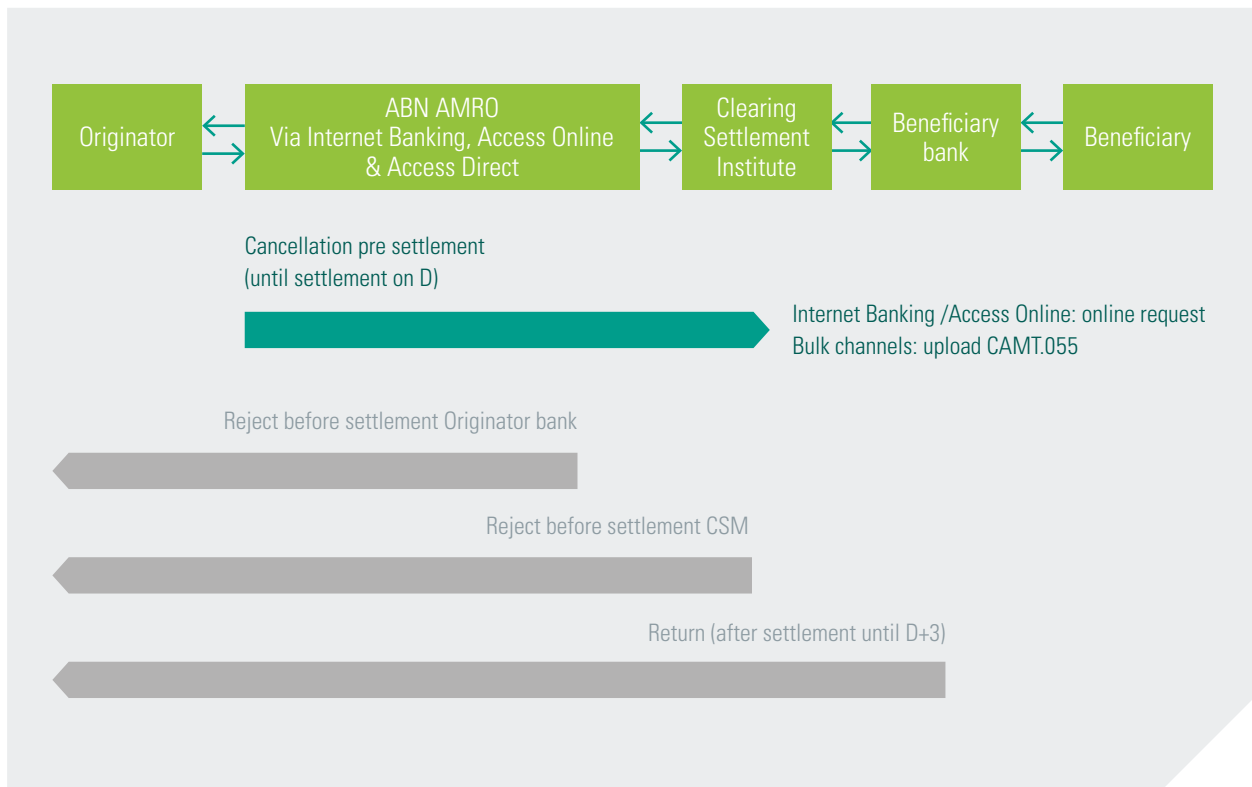 Originator
ABN AMRO
Via Internet Banking, Access Online
& Access Direct
Clearing
Settlement
Institute
Beneficiary
bank
Beneficiary
Cancellation pre settlement
(until settlement on D)
Internet Banking /Access Online: online request
Bulk channels: upload CAMT.055
Reject before settlement Originator bank
Reject before settlement CSM
Return (after settlement until D+3)